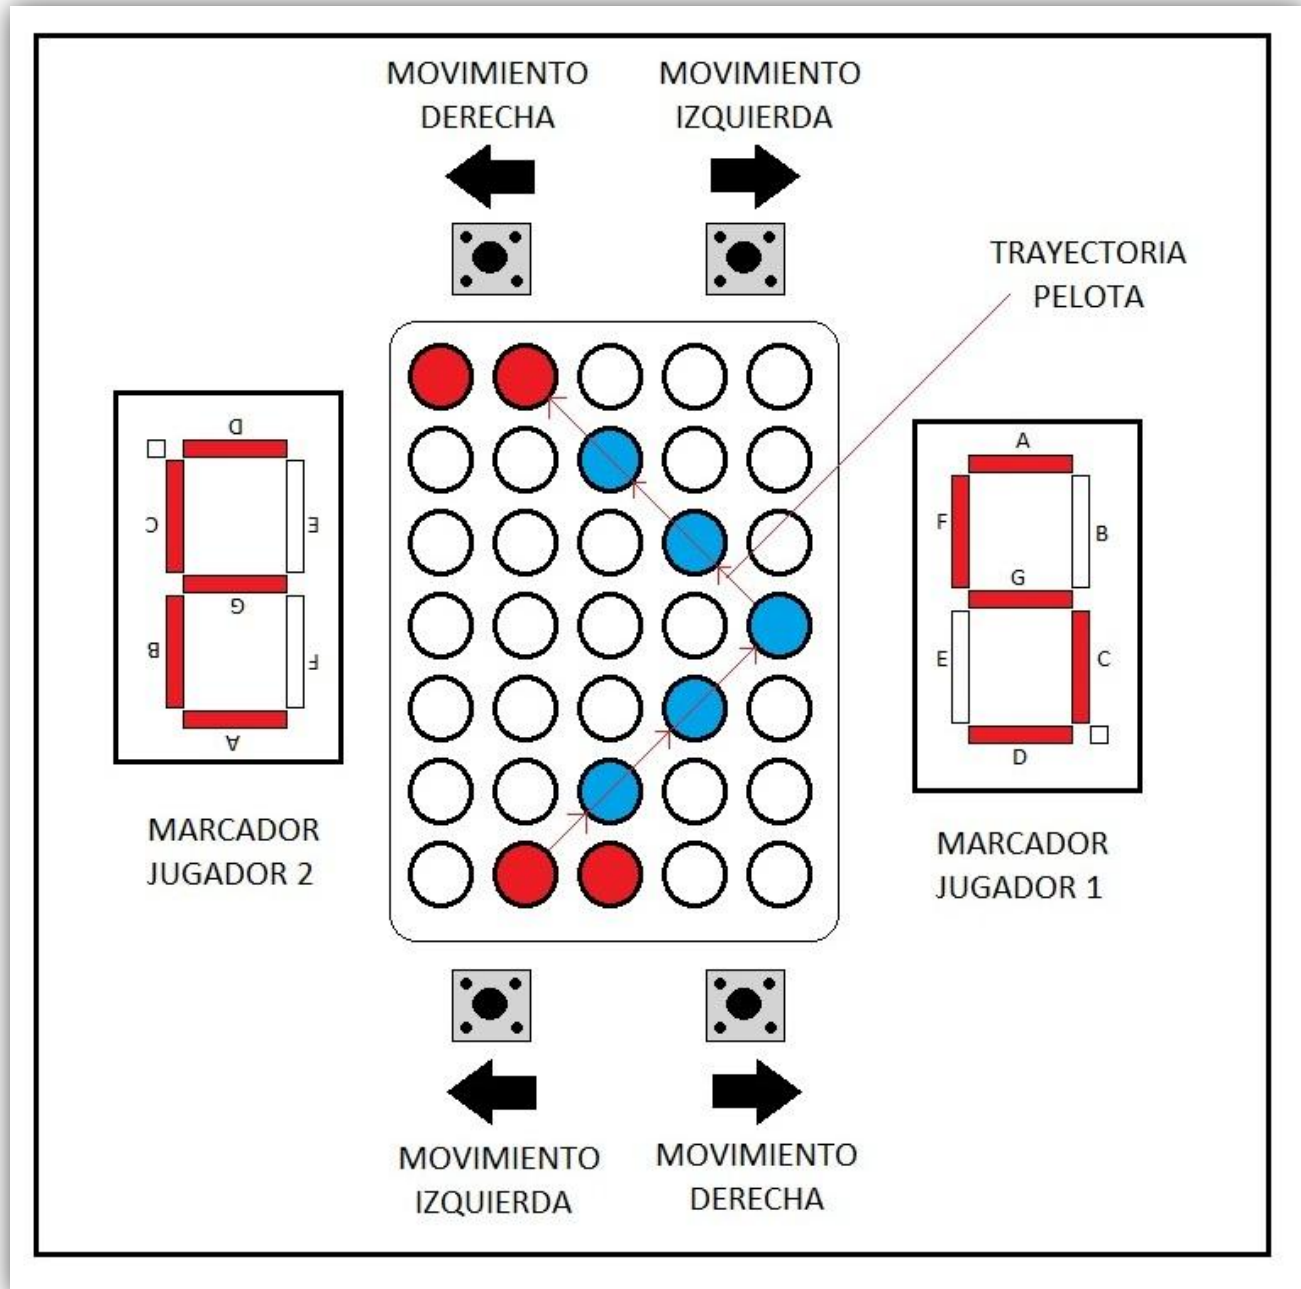 MOVIMIENTO
DERECHA
MOVIMIENTO
IZQUIERDA
TRAYECTORIA
PELOTA
D
C
E
G
B
F
A
MARCADOR
JUGADOR 2
A
F
B
G
E
C
D
MARCADOR
JUGADOR 1
MOVIMIENTO
IZQUIERDA
MOVIMIENTO
DERECHA